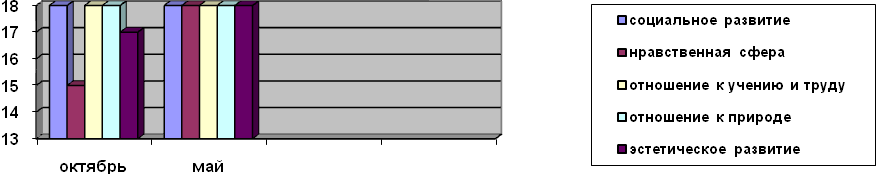 18
17
16
15
14
13
октябрь май
социальное развитие
нравственная сфера
отношение к учению и труду
отношение к природе
эстетическое развитие